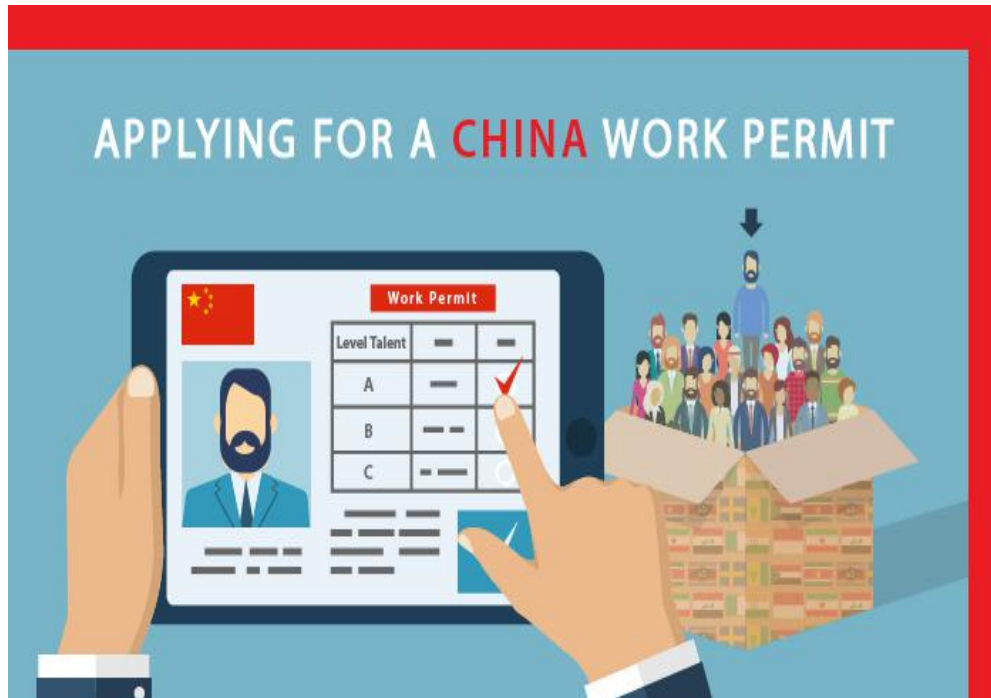 APPLYING FOR A CHINA WORK PERMIT
Work Permit
Level Talent
A
B
C